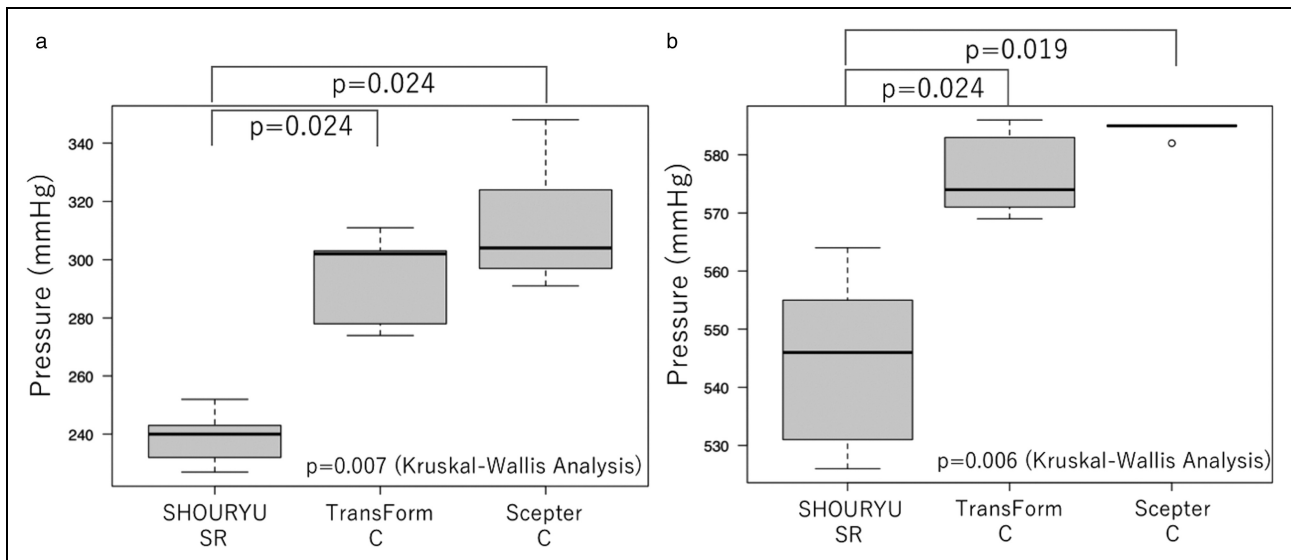 a
p=0.024
p=0.024
Pressure (mmHg)
340
320
300
280
260
240
p=0.007 (Kruskal-Wallis Analysis)
SHOURYU
SR
TransForm
C
Scepter
C
b
p=0.019
p=0.024
Pressure (mmHg)
580
570
560
550
540
530
p=0.006 (Kruskal-Wallis Analysis)
SHOURYU
SR
TransForm
C
Scepter
C